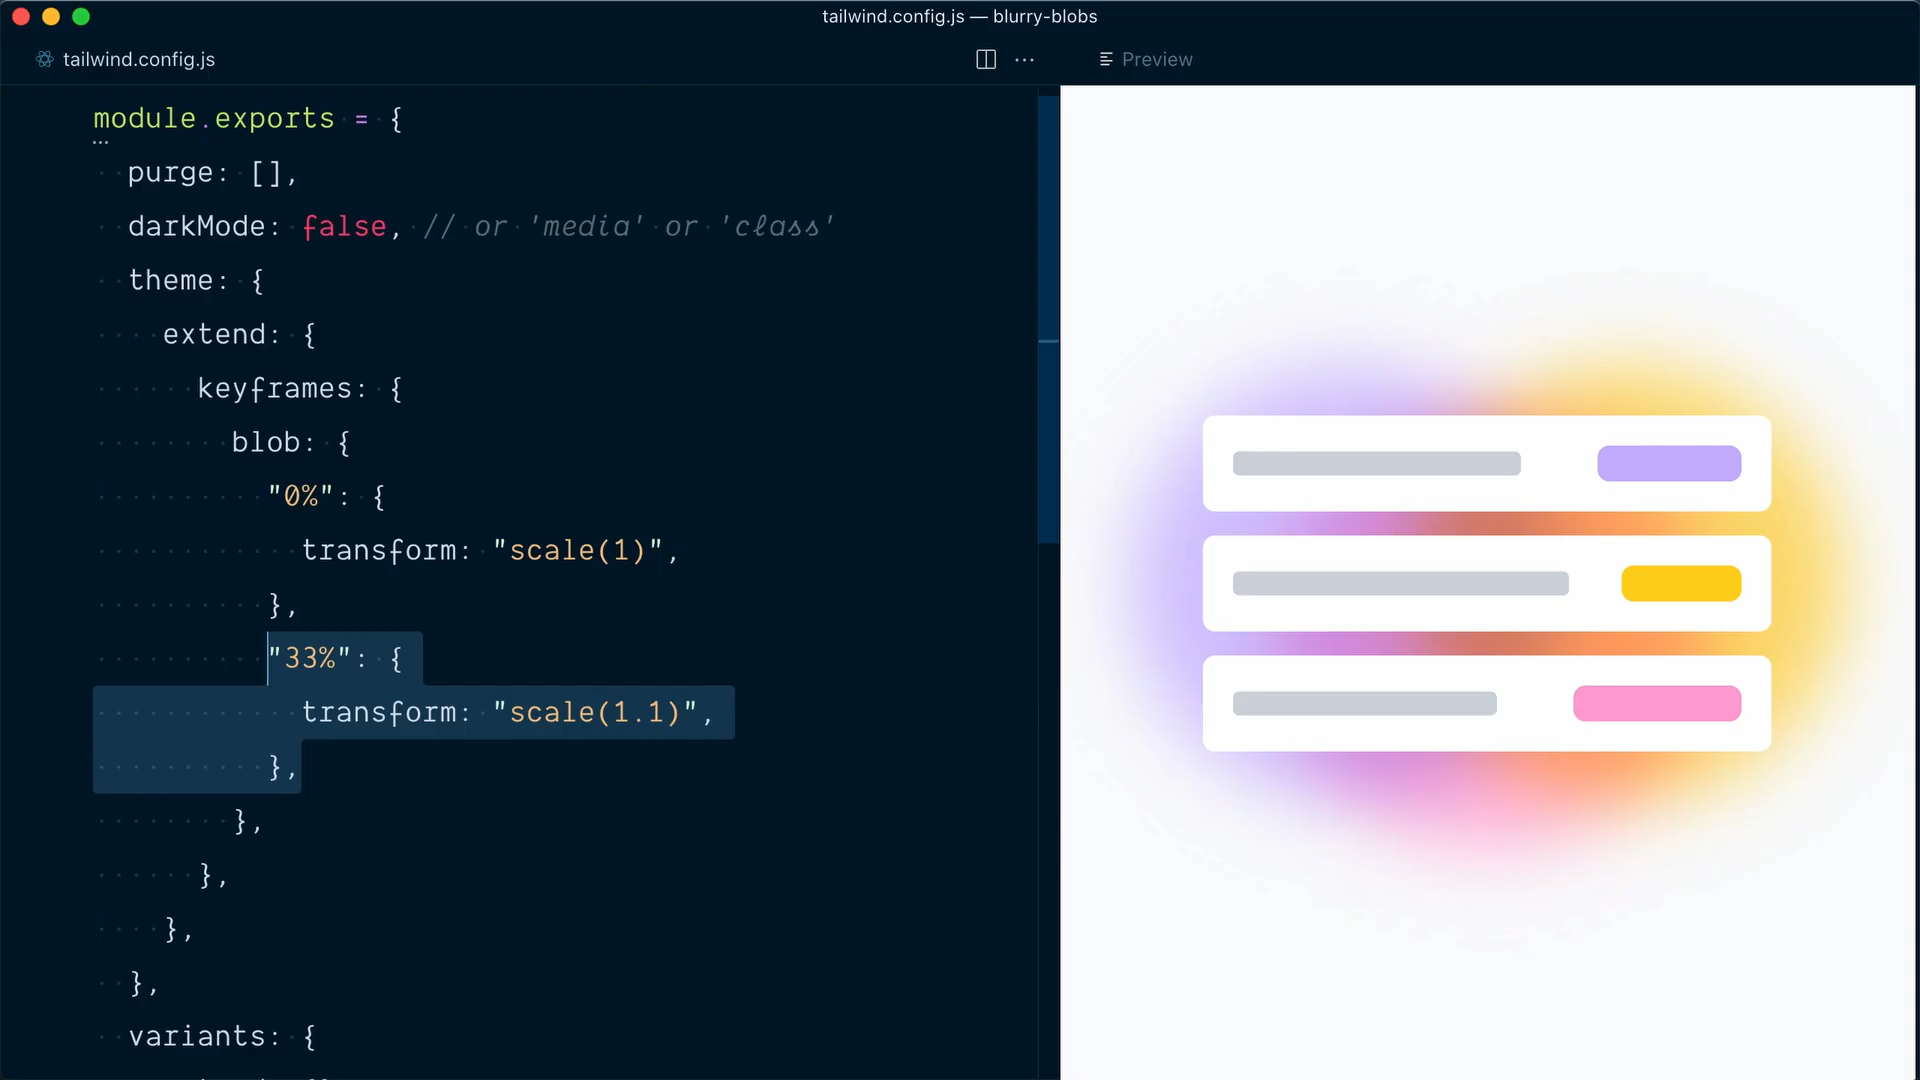 tailwind.config.js — blurry-blobs
tailwind.config.js
Preview
module.exports = {
purge: [],
darkMode: false, // or 'media' or 'class'
theme: {
extend: {
keyframes: {
blob: {
"0%": {
transform: "scale(1)",
},
"33%": {
transform: "scale(1.1)",
},
},
},
},
},
variants: {